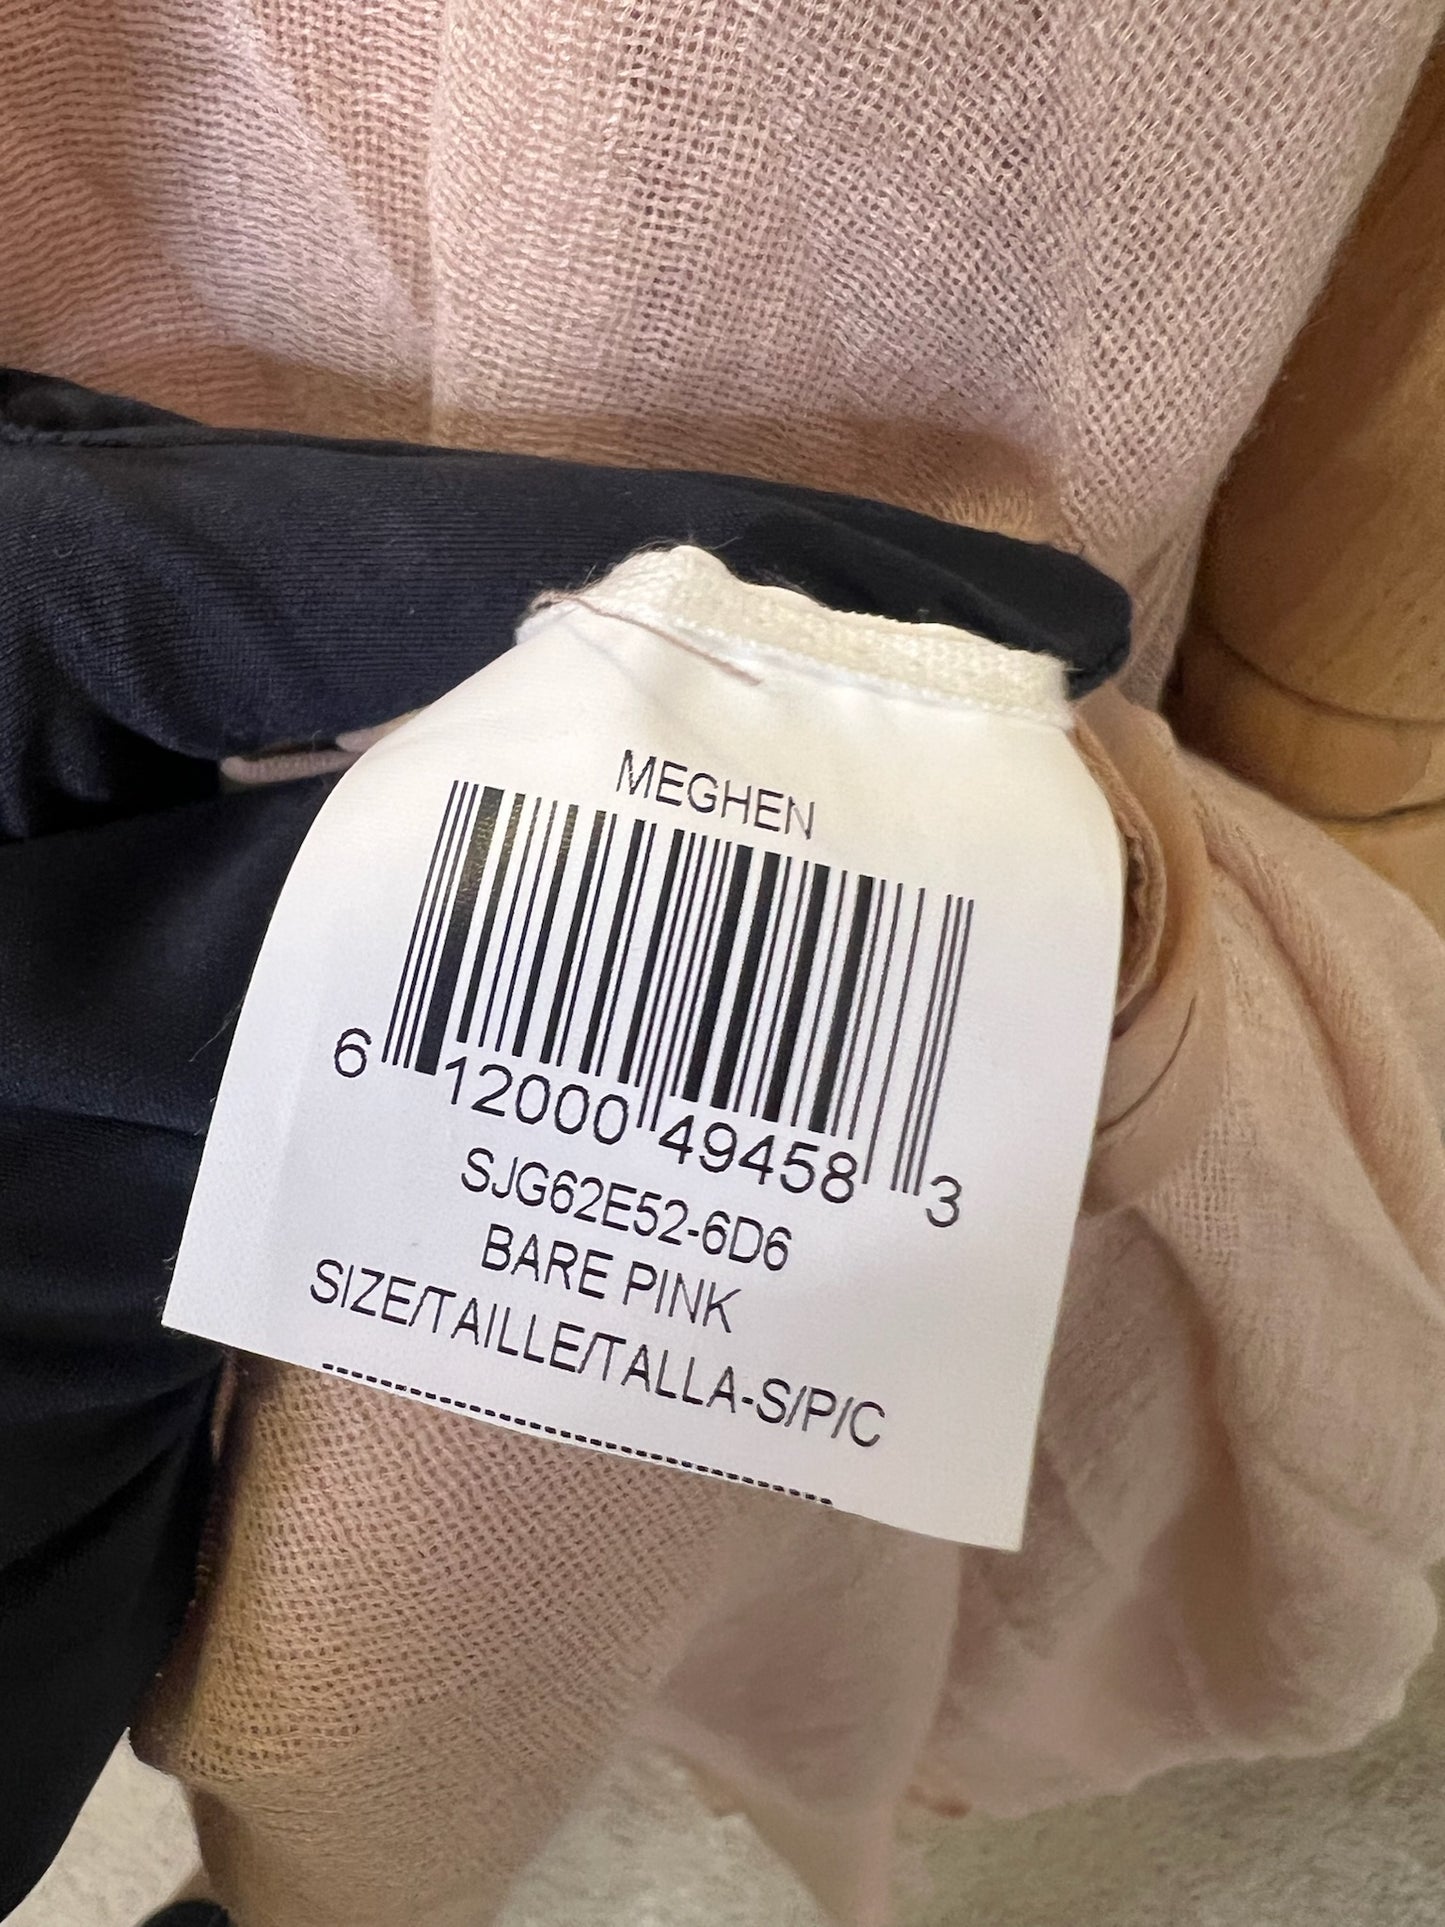 MEGHEN
6 12000 49458 3
SJG62E52-6D6
BARE PINK
SIZE/TAILLE/TALLA-S/P/C